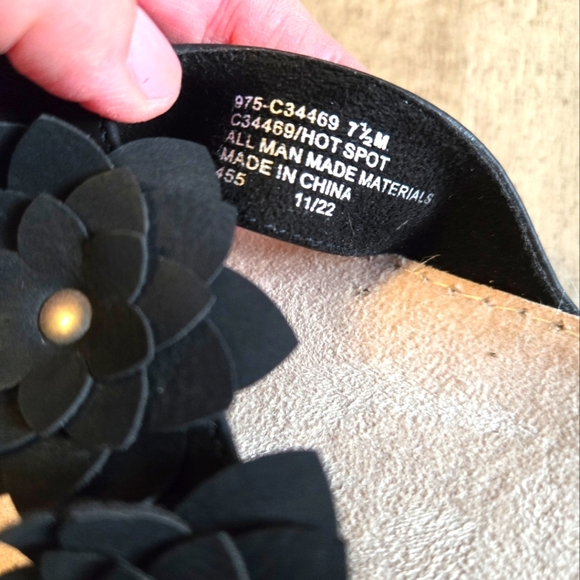 975-C34469 7½M
C34469/HOT SPOT
ALL MAN MADE MATERIALS
MADE IN CHINA
455 11/22